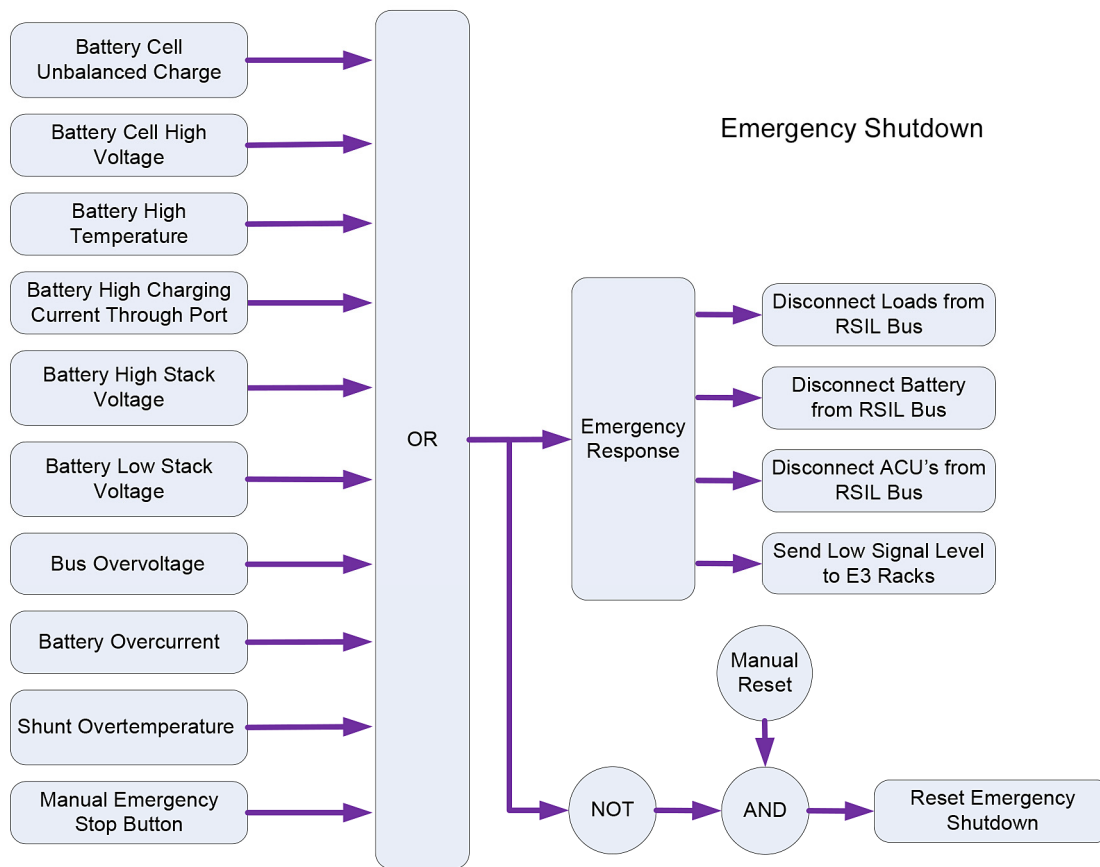 Battery Cell
Unbalanced Charge
Battery Cell High
Voltage
Battery High
Temperature
Battery High Charging
Current Through Port
Battery High Stack
Voltage
Battery Low Stack
Voltage
Bus Overvoltage
Battery Overcurrent
Shunt Overtemperature
Manual Emergency
Stop Button
OR
Emergency Shutdown
Emergency
Response
Disconnect Loads from
RSIL Bus
Disconnect Battery
from RSIL Bus
Disconnect ACU’s from
RSIL Bus
Send Low Signal Level
to E3 Racks
Manual
Reset
NOT
AND
Reset Emergency
Shutdown